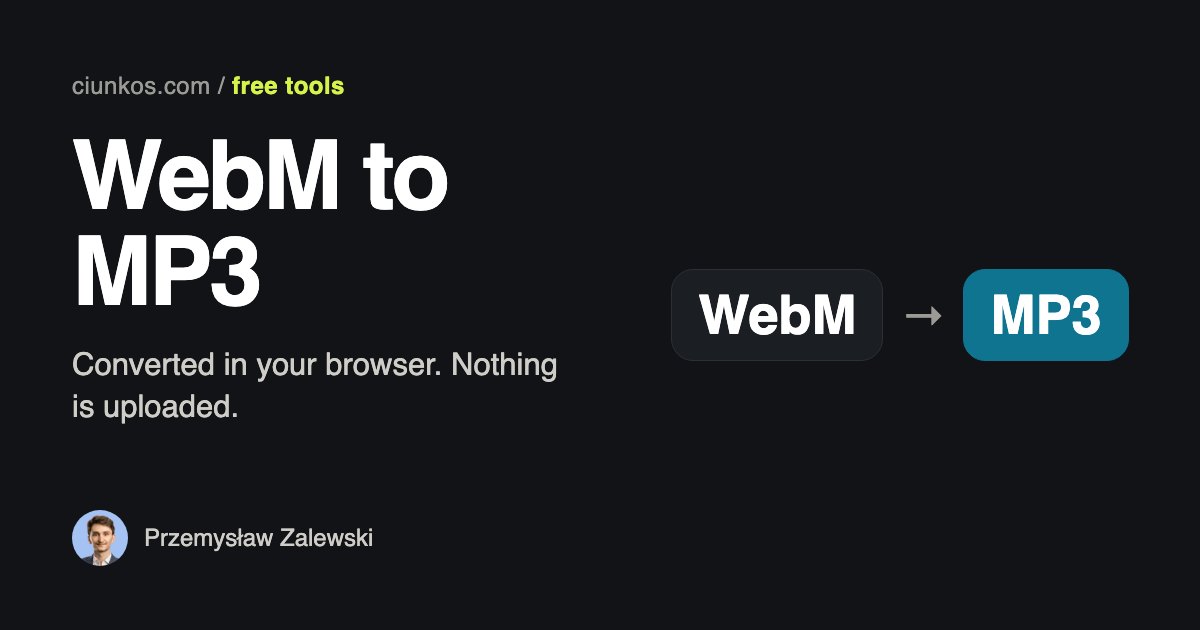 ciunkos.com / free tools
WebM to
MP3
Converted in your browser. Nothing
is uploaded.
WebM → MP3
Przemysław Zalewski